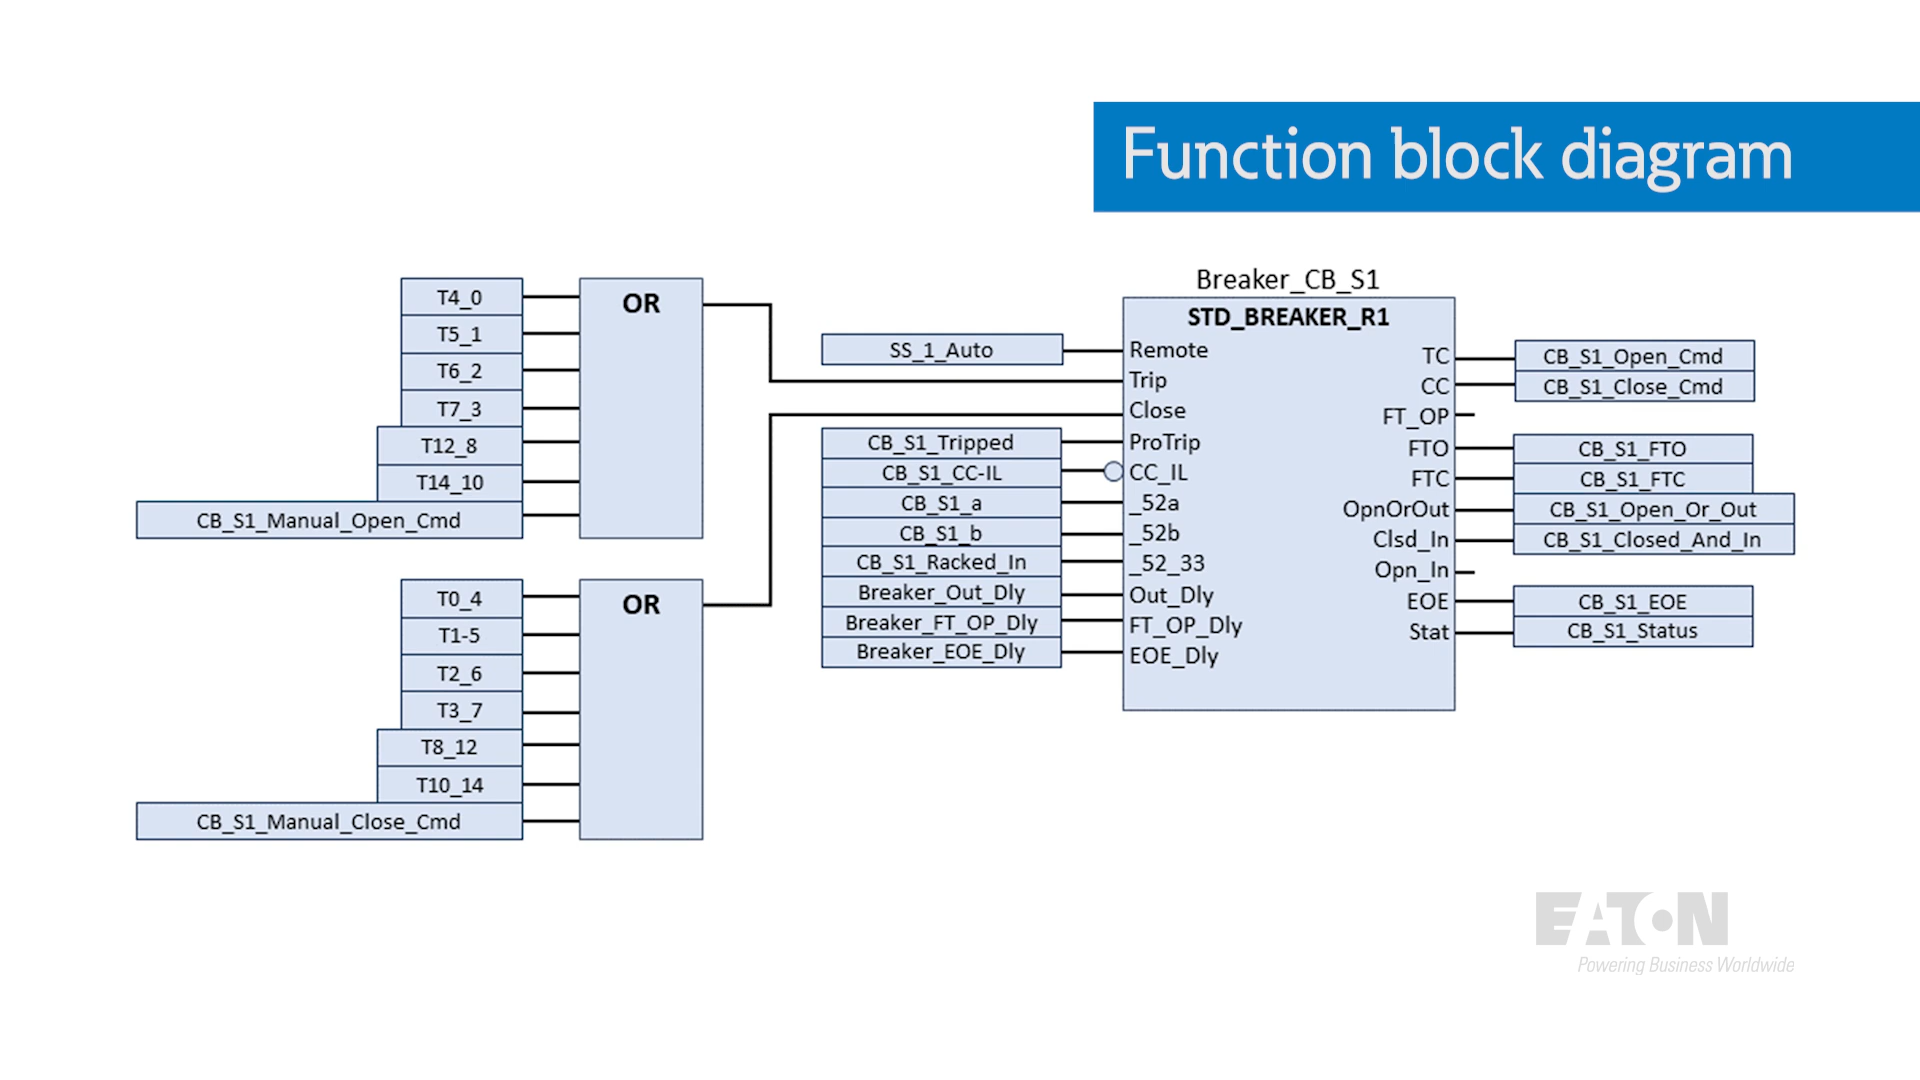 Function block diagram
T4_0
T5_1
T6_2
T7_3
T12_8
T14_10
CB_S1_Manual_Open_Cmd
OR
T0_4
T1-5
T2_6
T3_7
T8_12
T10_14
CB_S1_Manual_Close_Cmd
OR
SS_1_Auto
CB_S1_Tripped
CB_S1_CC-IL
CB_S1_a
CB_S1_b
CB_S1_Racked_In
Breaker_Out_Dly
Breaker_FT_OP_Dly
Breaker_EOE_Dly
Breaker_CB_S1
STD_BREAKER_R1
Remote
Trip
Close
ProTrip
CC_IL
_52a
_52b
_52_33
Out_Dly
FT_OP_Dly
EOE_Dly
TC
CC
FT_OP
FTO
FTC
OpnOrOut
Clsd_In
Opn_In
EOE
Stat
CB_S1_Open_Cmd
CB_S1_Close_Cmd
CB_S1_FTO
CB_S1_FTC
CB_S1_Open_Or_Out
CB_S1_Closed_And_In
CB_S1_EOE
CB_S1_Status
EATON
Powering Business Worldwide